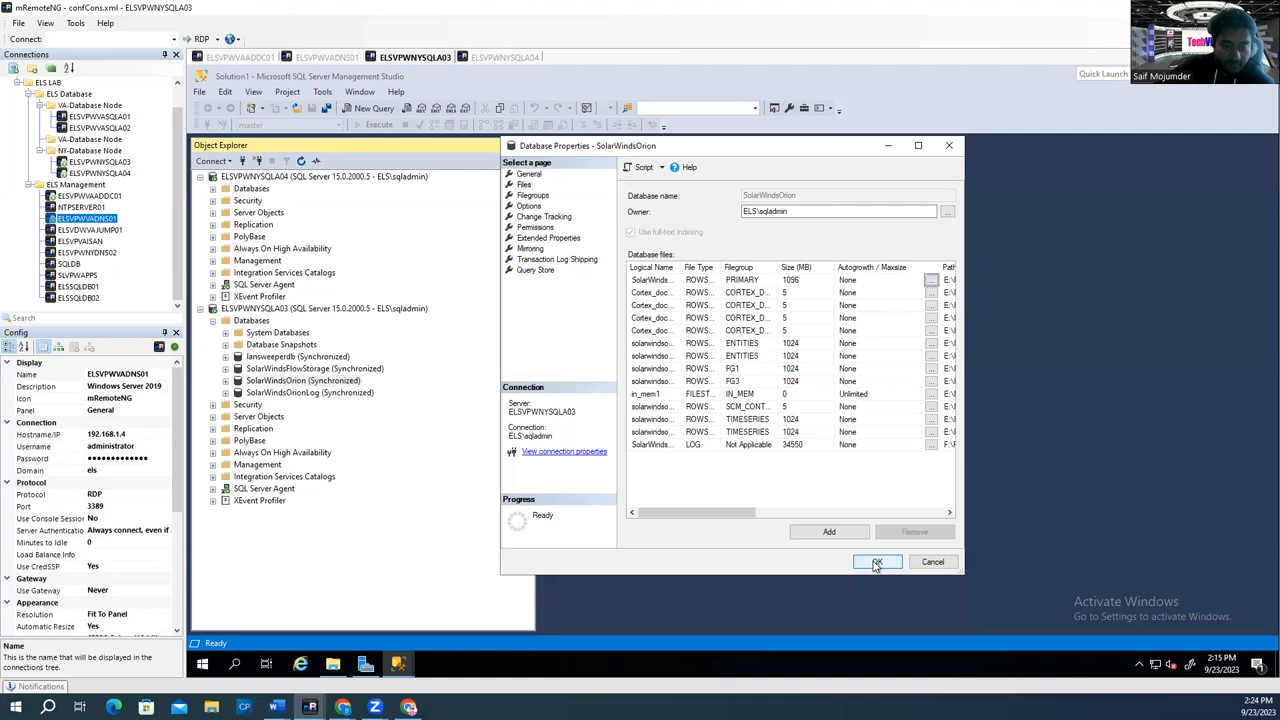 mRemoteNG - confCons.xml - ELSVPWNYSQLA03
File View Tools Help
Connect: RDP
Connections
ELS LAB
ELS Database
VA-Database Node
ELSVPWVASQLA01
ELSVPWVASQLA02
VA-Database Node
NY-Database Node
ELSVPWNYSQLA03
ELSVPWNYSQLA04
ELS Management
ELSVPWVAADDC01
NTPSERVER01
ELSVPWVADNS01
ELSVDWVAJUMP01
ELSVPVAISAN
ELSVPWNYDNS02
SQLDB
SLVPWAPPS
ELSSQLDB01
ELSSQLDB02
Search
Config
Display
Name ELSVPWVADNS01
Description Windows Server 2019
Icon mRemoteNG
Panel General
Connection
Hostname/IP 192.168.1.4
Username administrator
Password ●●●●●●●●●●●●●
Domain els
Protocol
Protocol RDP
Port 3389
Use Console Session No
Server Authentication Always connect, even if a
Minutes to Idle 0
Load Balance Info
Use CredSSP Yes
Gateway
Use Gateway Never
Appearance
Resolution Fit To Panel
Automatic Resize Yes
Name
This is the name that will be displayed in the
connections tree.
Notifications
ELSVPWVAADDC01 ELSVPWVADNS01 ELSVPWNYSQLA03 ELSVPWNYSQLA04
Solution1 - Microsoft SQL Server Management Studio
Quick Launch
File Edit View Project Tools Window Help
New Query
master Execute
Object Explorer
Connect
ELSVPWNYSQLA04 (SQL Server 15.0.2000.5 - ELS\sqladmin)
Databases
Security
Server Objects
Replication
PolyBase
Always On High Availability
Management
Integration Services Catalogs
SQL Server Agent
XEvent Profiler
ELSVPWNYSQLA03 (SQL Server 15.0.2000.5 - ELS\sqladmin)
Databases
System Databases
Database Snapshots
lansweeperdb (Synchronized)
SolarWindsFlowStorage (Synchronized)
SolarWindsOrion (Synchronized)
SolarWindsOrionLog (Synchronized)
Security
Server Objects
Replication
PolyBase
Always On High Availability
Management
Integration Services Catalogs
SQL Server Agent
XEvent Profiler
Database Properties - SolarWindsOrion
Select a page
General
Files
Filegroups
Options
Change Tracking
Permissions
Extended Properties
Mirroring
Transaction Log Shipping
Query Store
Connection
Server:
ELSVPWNYSQLA03
Connection:
ELS\sqladmin
View connection properties
Progress
Ready
Script Help
Database name: SolarWindsOrion
Owner: ELS\sqladmin ...
Use full-text indexing
Database files:
Logical Name File Type Filegroup Size (MB) Autogrowth / Maxsize Path
SolarWinds... ROWS... PRIMARY 1096 None ... E:\
Cortex_doc... ROWS... CORTEX_D... 5 None ... E:\
Cortex_doc... ROWS... CORTEX_D... 5 None ... E:\
Cortex_doc... ROWS... CORTEX_D... 5 None ... E:\
Cortex_doc... ROWS... CORTEX_D... 5 None ... E:\
solarwindso... ROWS... ENTITIES 1024 None ... E:\
solarwindso... ROWS... ENTITIES 1024 None ... E:\
solarwindso... ROWS... FG1 1024 None ... E:\
solarwindso... ROWS... FG3 1024 None ... E:\
in_mem1 FILEST... IN_MEM 0 Unlimited ... E:\
solarwindso... ROWS... SCM_CONT... 5 None ... E:\
solarwindso... ROWS... TIMESERIES 1024 None ... E:\
solarwindso... ROWS... TIMESERIES 1024 None ... E:\
SolarWinds... LOG Not Applicable 34550 None ... F:\
Add Remove
OK Cancel
Saif Mojumder
Activate Windows
Go to Settings to activate Windows.
Ready
2:15 PM
9/23/2023
2:24 PM
9/23/2023